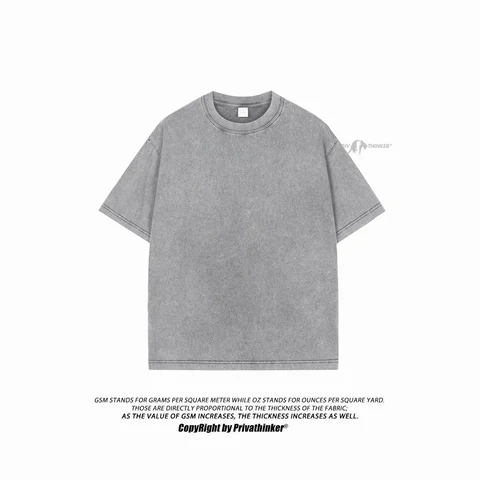 PRIV THINKER®
GSM STANDS FOR GRAMS PER SQUARE METER WHILE OZ STANDS FOR OUNCES PER SQUARE YARD.
THOSE ARE DIRECTLY PROPORTIONAL TO THE THICKNESS OF THE FABRIC;
AS THE VALUE OF GSM INCREASES, THE THICKNESS INCREASES AS WELL.
CopyRight by Privathinker®